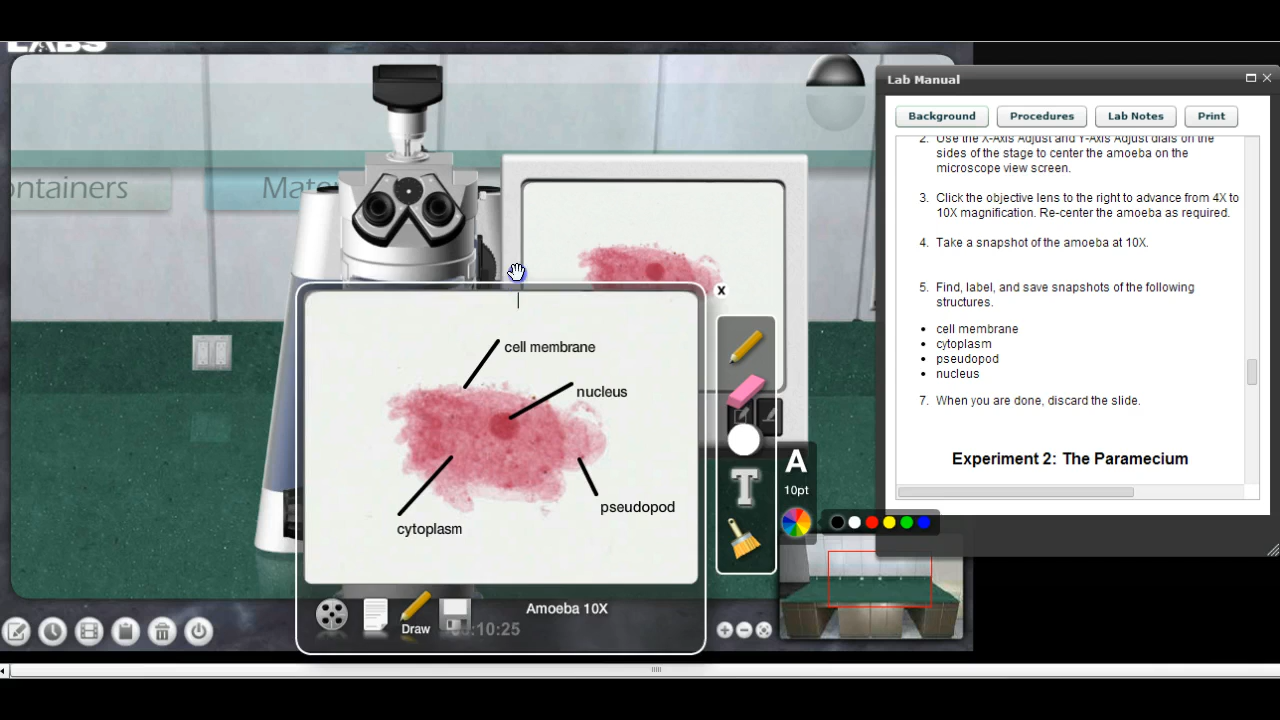 LABS
ontainers
Mate
x
cell membrane
nucleus
cytoplasm
pseudopod
A
10pt
T
Draw
Amoeba 10X
:10:25
Lab Manual
Background
Procedures
Lab Notes
Print
2. Use the X-Axis Adjust and Y-Axis Adjust dials on the
sides of the stage to center the amoeba on the
microscope view screen.
3. Click the objective lens to the right to advance from 4X to
10X magnification. Re-center the amoeba as required.
4. Take a snapshot of the amoeba at 10X.
5. Find, label, and save snapshots of the following
structures.
• cell membrane
• cytoplasm
• pseudopod
• nucleus
7. When you are done, discard the slide.
Experiment 2: The Paramecium